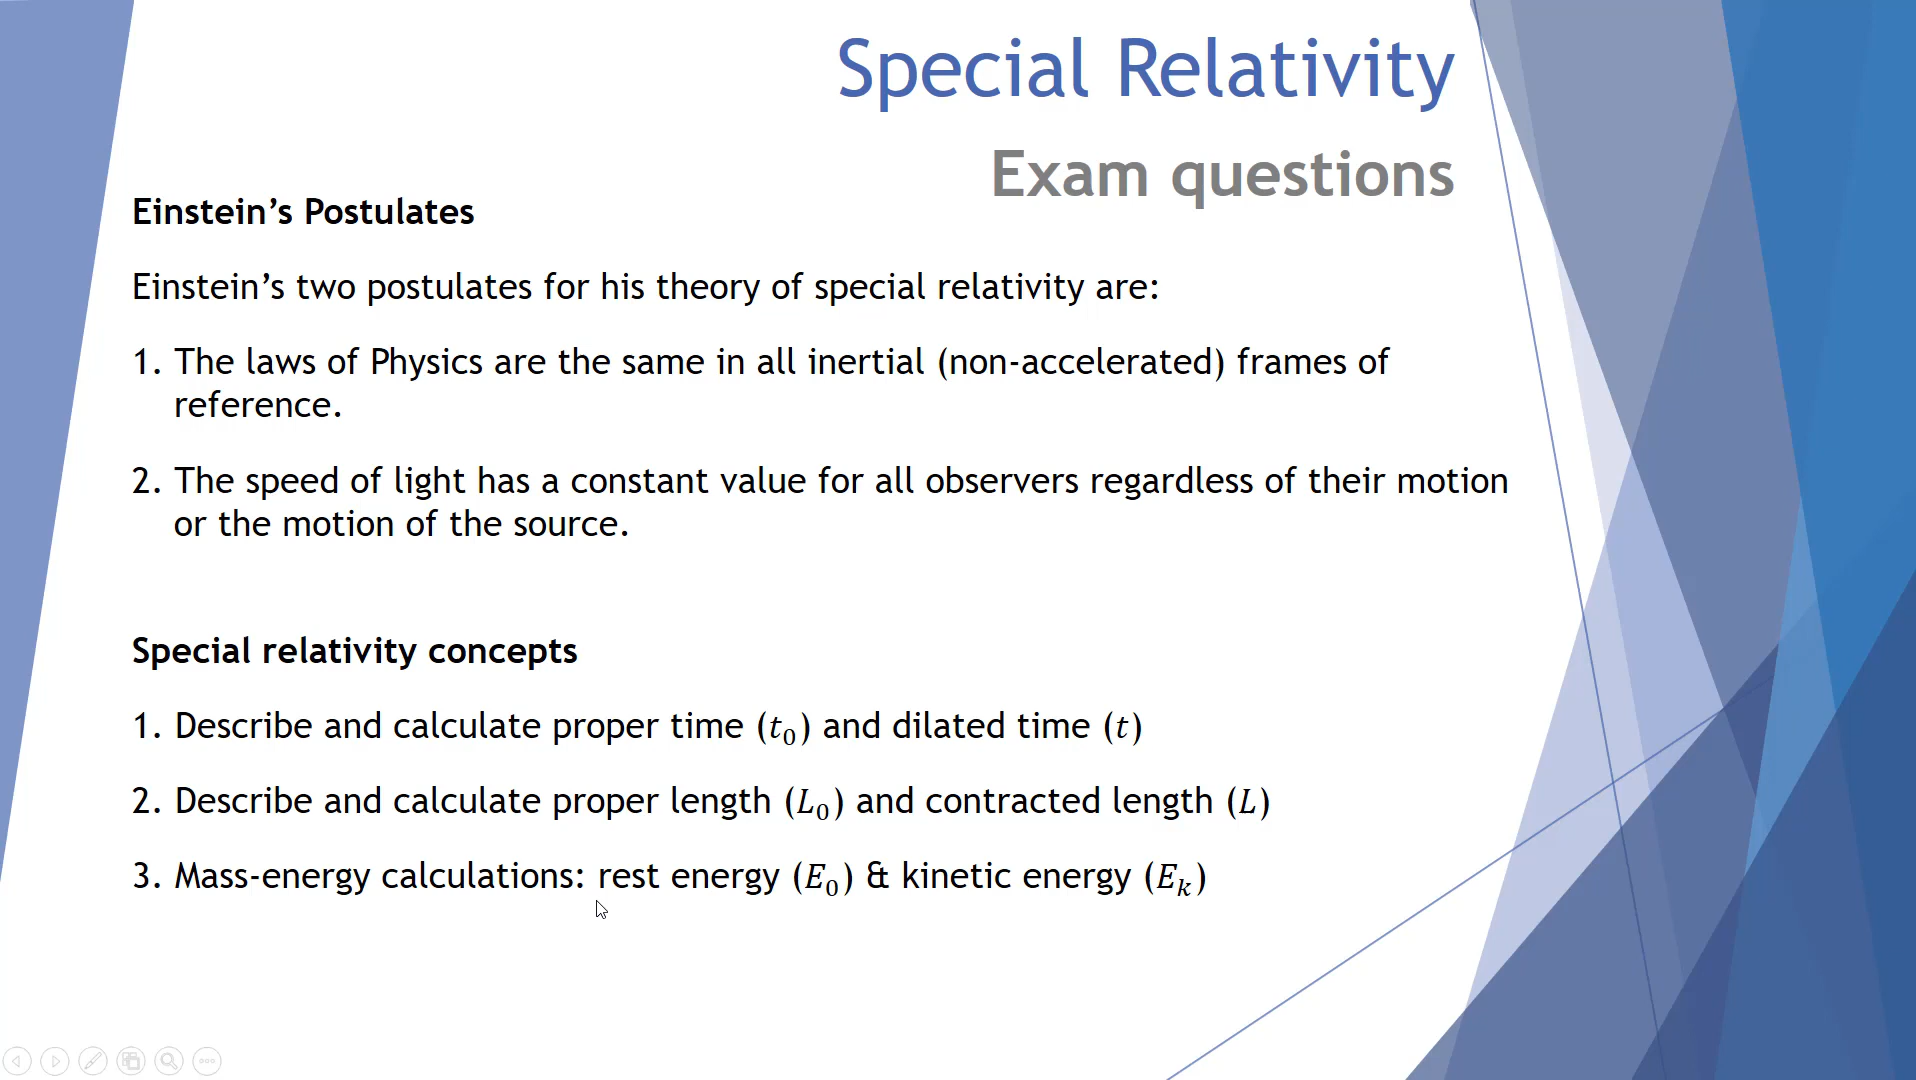 Special Relativity
Exam questions
Einstein’s Postulates
Einstein’s two postulates for his theory of special relativity are:
1. The laws of Physics are the same in all inertial (non-accelerated) frames of
reference.
2. The speed of light has a constant value for all observers regardless of their motion
or the motion of the source.
Special relativity concepts
1. Describe and calculate proper time (t₀) and dilated time (t)
2. Describe and calculate proper length (L₀) and contracted length (L)
3. Mass-energy calculations: rest energy (E₀) & kinetic energy (Eₖ)